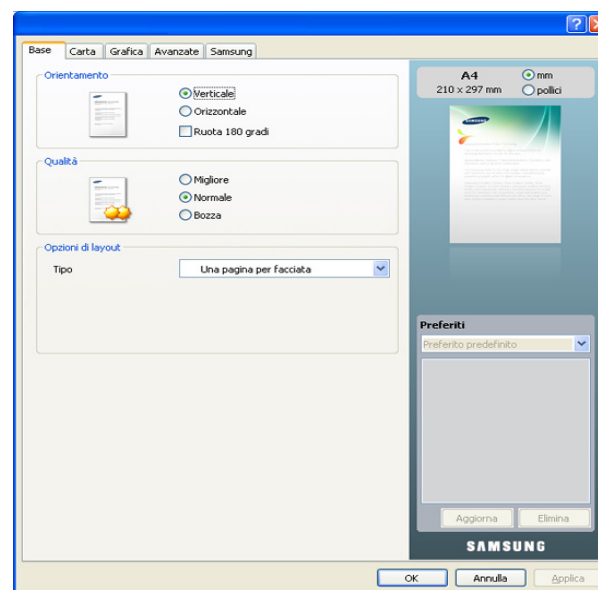 Base Carta Grafica Avanzate Samsung
Orientamento
Verticale
Orizzontale
Ruota 180 gradi
Qualità
Migliore
Normale
Bozza
Opzioni di layout
Tipo Una pagina per facciata
A4 mm
210 x 297 mm pollici
SAMSUNG
Preferiti
Preferito predefinito
Aggiorna Elimina
SAMSUNG
OK Annulla Applica